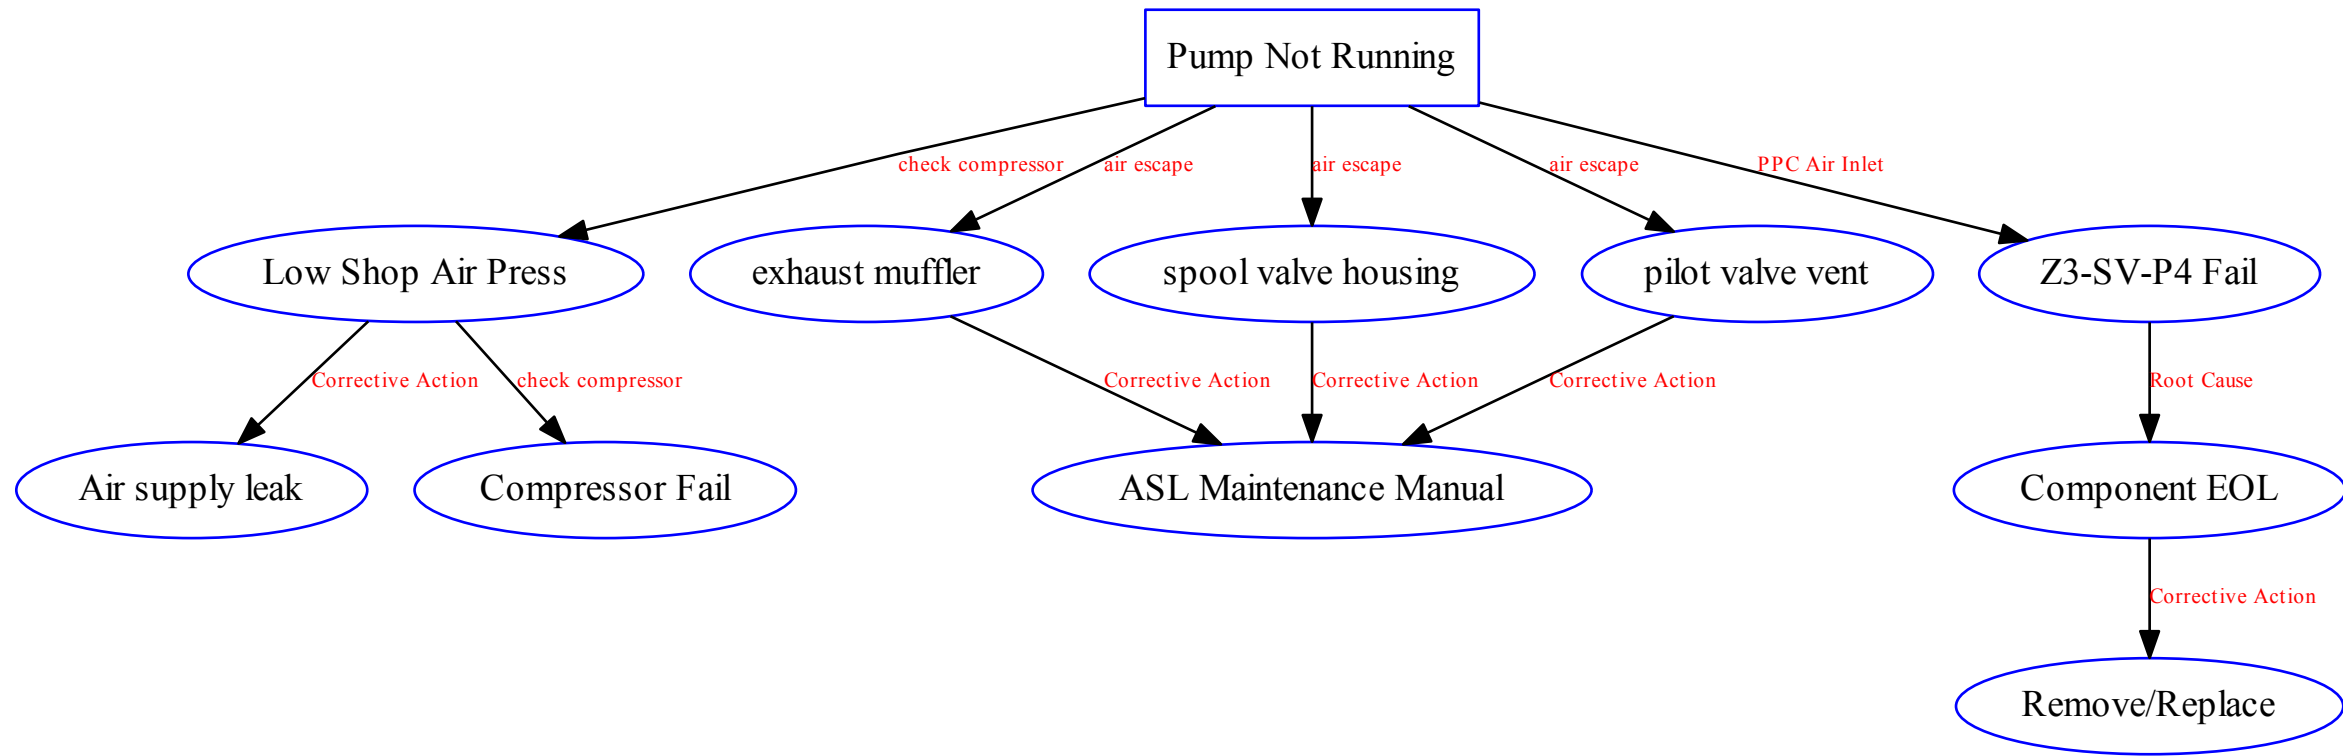 Pump Not Running
check compressor
air escape
air escape
air escape
PPC Air Inlet
Low Shop Air Press
exhaust muffler
spool valve housing
pilot valve vent
Z3-SV-P4 Fail
Corrective Action
check compressor
Corrective Action
Corrective Action
Corrective Action
Root Cause
Air supply leak
Compressor Fail
ASL Maintenance Manual
Component EOL
Corrective Action
Remove/Replace